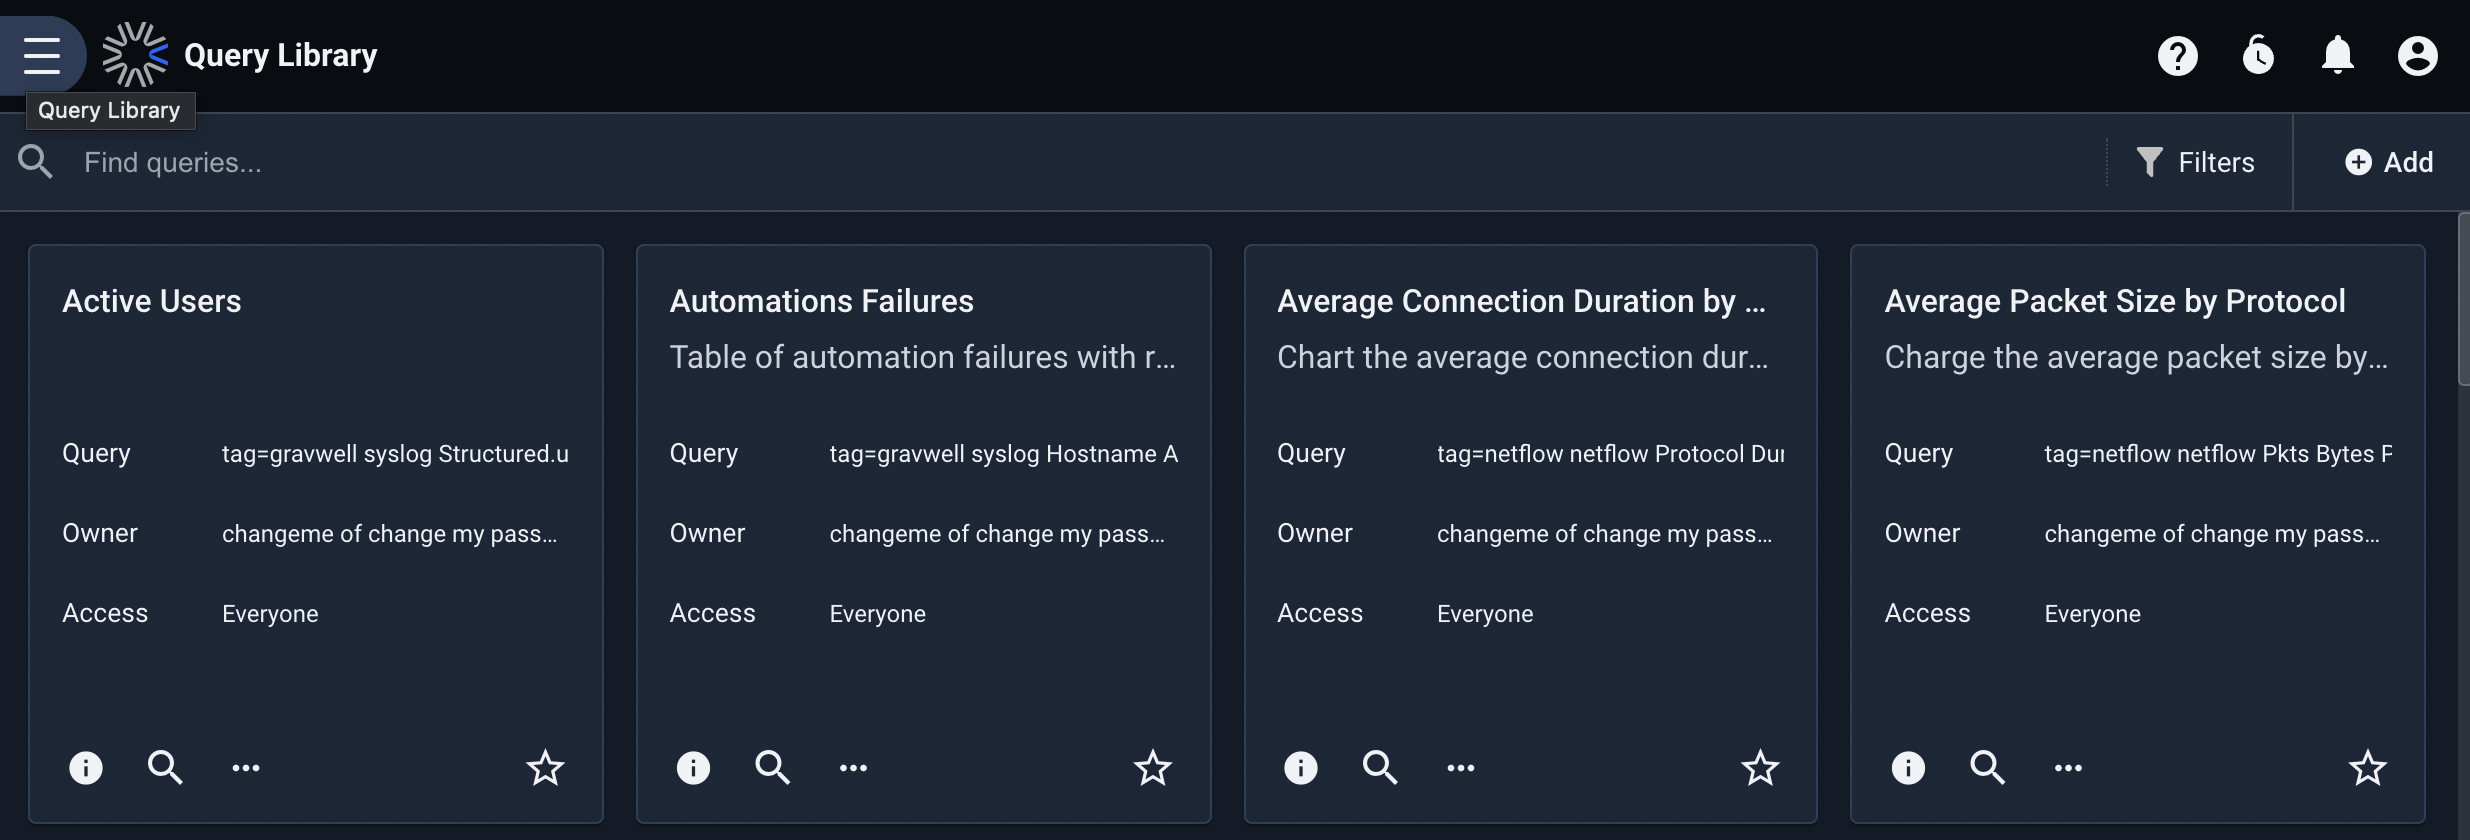 Query Library
Query Library
Find queries...
Filters
Add
Active Users
Query tag=gravwell syslog Structured.u
Owner changeme of change my pass...
Access Everyone
Automations Failures
Table of automation failures with r...
Query tag=gravwell syslog Hostname A
Owner changeme of change my pass...
Access Everyone
Average Connection Duration by ...
Chart the average connection dur...
Query tag=netflow netflow Protocol Dur
Owner changeme of change my pass...
Access Everyone
Average Packet Size by Protocol
Charge the average packet size by...
Query tag=netflow netflow Pkts Bytes P
Owner changeme of change my pass...
Access Everyone